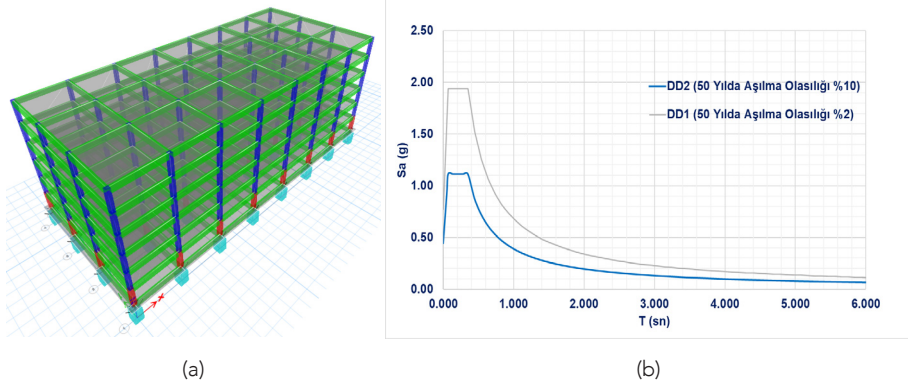 2.50
2.00
1.50
1.00
0.50
0.00
Sa (g)
DD2 (50 Yılda Aşılma Olasılığı %10)
DD1 (50 Yılda Aşılma Olasılığı %2)
0.000 1.000 2.000 3.000 4.000 5.000 6.000
T (sn)
(a) (b)